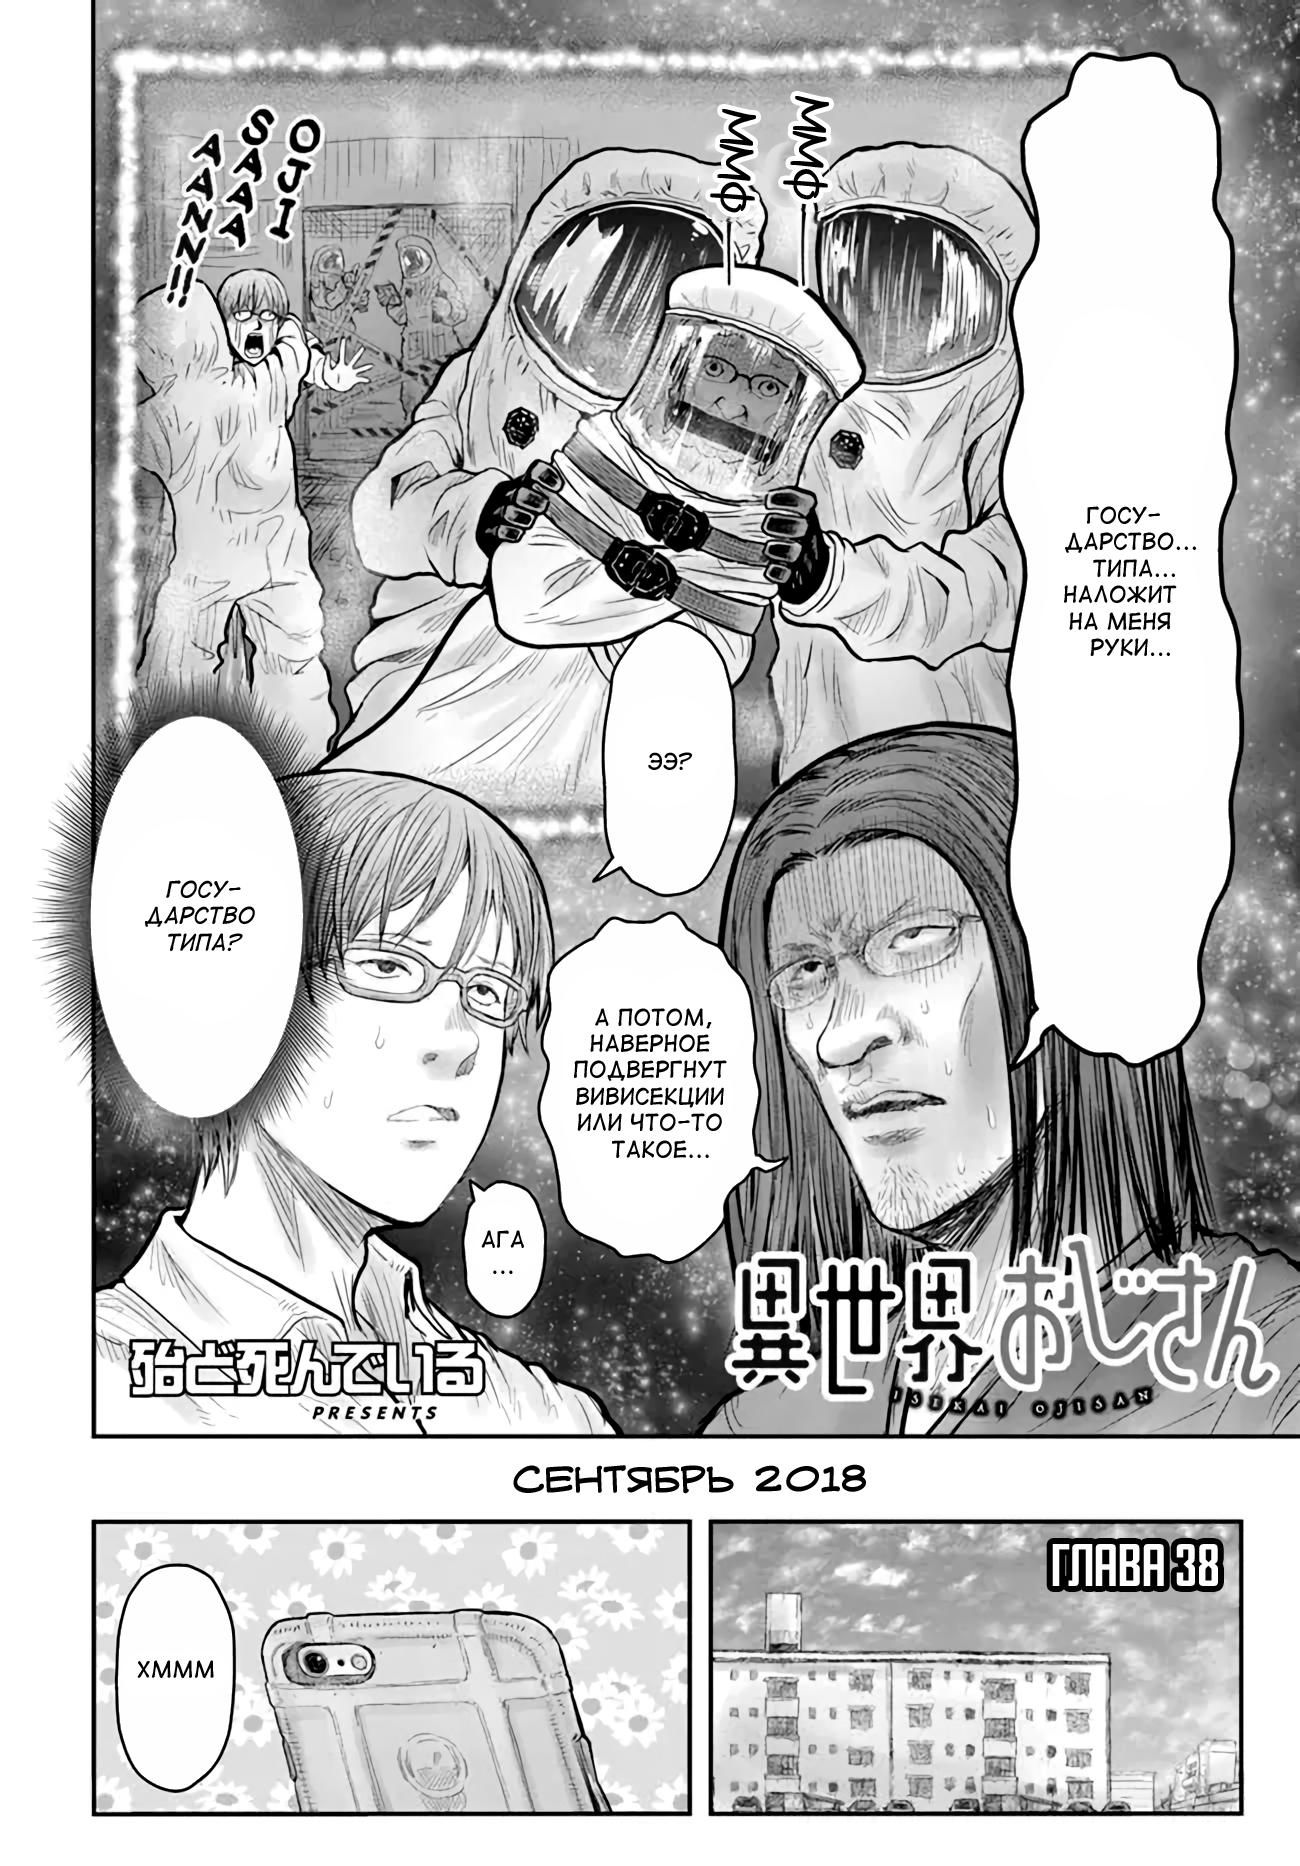 ГОСУ-
ДАРСТВО...
ТИПА...
НАЛОЖИТ
НА МЕНЯ
РУКИ...
ММФ
ММФ
OJI
SAAA
AANN!!
ЭЭ?
ГОСУ-
ДАРСТВО
ТИПА?
А ПОТОМ,
НАВЕРНОЕ
ПОДВЕРГНУТ
ВИВИСЕКЦИИ
ИЛИ ЧТО-ТО
ТАКОЕ...
АГА
...
異世界おじさん
ISEKAI OJISAN
殆ど死んでいる
PRESENTS
СЕНТЯБРЬ 2018
ГЛАВА 38
ХМММ